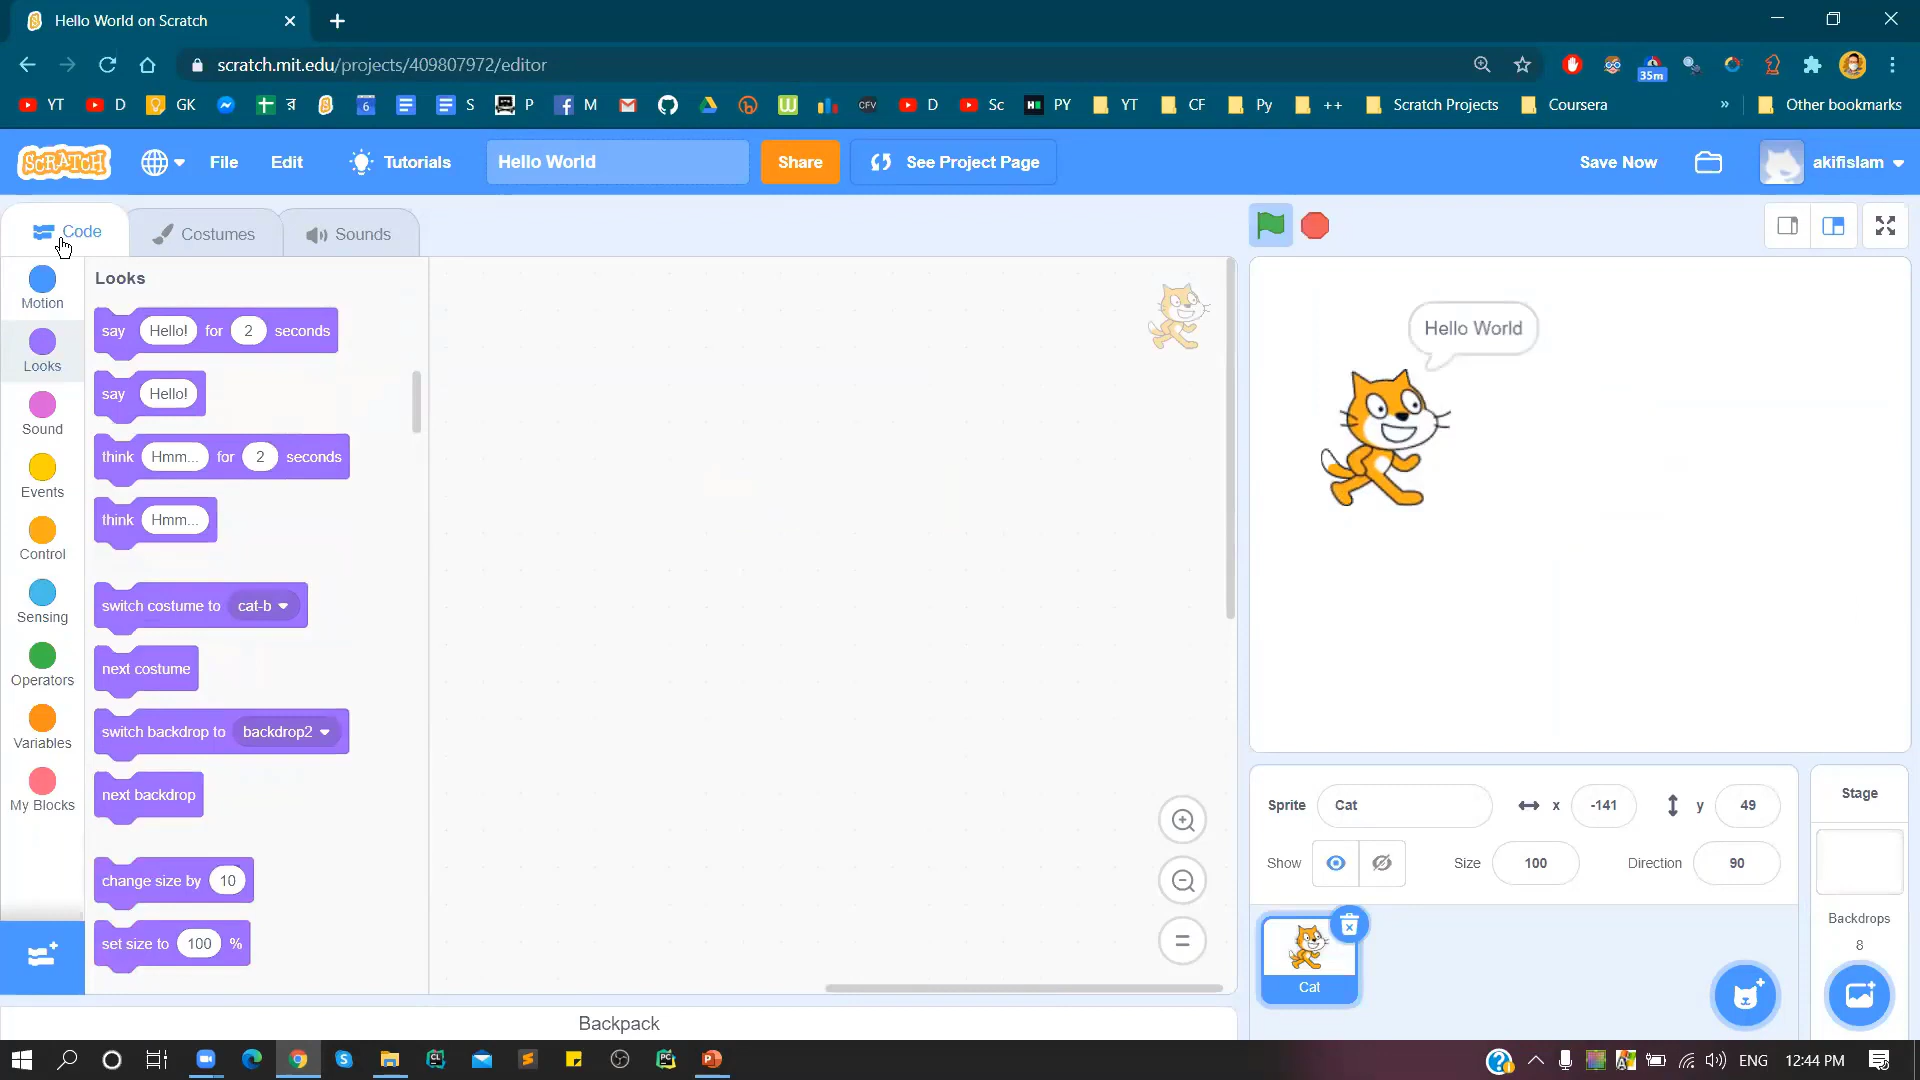 Hello World on Scratch
scratch.mit.edu/projects/409807972/editor
35m
YT D GK র 6 S P M CFV D Sc PY YT CF Py ++ Scratch Projects Coursera » Other bookmarks
SCRATCH File Edit Tutorials Hello World Share See Project Page Save Now akifislam
Code Costumes Sounds
Motion
Looks
Sound
Events
Control
Sensing
Operators
Variables
My Blocks
Looks
say Hello! for 2 seconds
say Hello!
think Hmm... for 2 seconds
think Hmm...
switch costume to cat-b
next costume
switch backdrop to backdrop2
next backdrop
change size by 10
set size to 100 %
Backpack
Hello World
Sprite Cat x -141 y 49
Show Size 100 Direction 90
Cat
Stage
Backdrops
8
ENG 12:44 PM